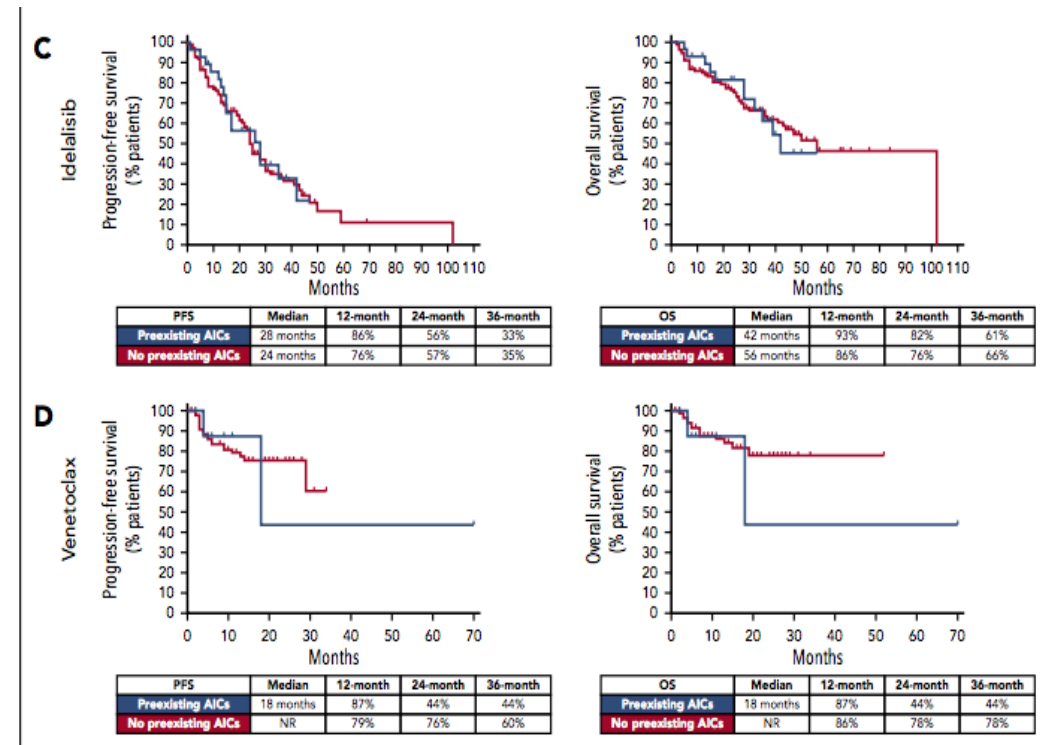 C
Idelalisib
Progression-free survival
(% patients)
100
90
80
70
60
50
40
30
20
10
0
0 10 20 30 40 50 60 70 80 90 100 110
Months
PFS Median 12-month 24-month 36-month
Preexisting AICs 28 months 86% 56% 33%
No preexisting AICs 24 months 76% 57% 35%
Overall survival
(% patients)
100
90
80
70
60
50
40
30
20
10
0
0 10 20 30 40 50 60 70 80 90 100 110
Months
OS Median 12-month 24-month 36-month
Preexisting AICs 42 months 93% 82% 61%
No preexisting AICs 56 months 86% 76% 66%
D
Venetoclax
Progression-free survival
(% patients)
100
90
80
70
60
50
40
30
20
10
0
0 10 20 30 40 50 60 70
Months
PFS Median 12-month 24-month 36-month
Preexisting AICs 18 months 87% 44% 44%
No preexisting AICs NR 79% 76% 60%
Overall survival
(% patients)
100
90
80
70
60
50
40
30
20
10
0
0 10 20 30 40 50 60 70
Months
OS Median 12-month 24-month 36-month
Preexisting AICs 18 months 87% 44% 44%
No preexisting AICs NR 86% 78% 78%